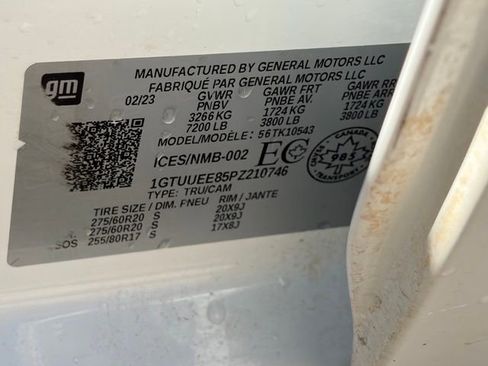 gm
MANUFACTURED BY GENERAL MOTORS LLC
FABRIQUÉ PAR GENERAL MOTORS LLC
02/23 GVWR GAWR FRT GAWR RR
PNBV PNBE AV. PNBE ARR
3266 KG 1724 KG 1724 KG
7200 LB 3800 LB 3800 LB
MODEL/MODÈLE: 56TK10543
ICES/NMB-002 EC CANADA 985
1GTUUEE85PZ210746
TYPE: TRU/CAM
TIRE SIZE / DIM. PNEU RIM / JANTE
275/60R20 S 20X9J
275/60R20 S 20X9J
SOS 255/80R17 S 17X8J